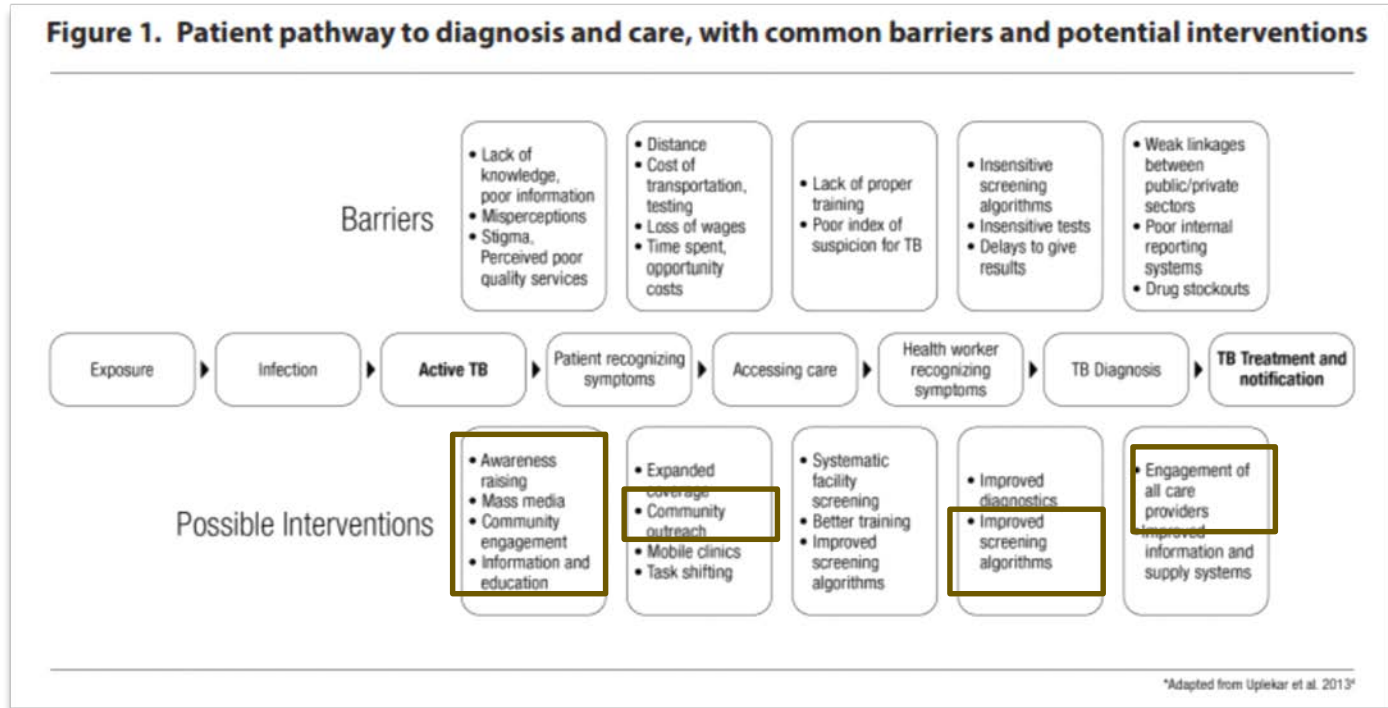 Figure 1. Patient pathway to diagnosis and care, with common barriers and potential interventions
Barriers
• Lack of
knowledge,
poor information
• Misperceptions
• Stigma,
Perceived poor
quality services
• Distance
• Cost of
transportation,
testing
• Loss of wages
• Time spent,
opportunity
costs
• Lack of proper
training
• Poor index of
suspicion for TB
• Insensitive
screening
algorithms
• Insensitive tests
• Delays to give
results
• Weak linkages
between
public/private
sectors
• Poor internal
reporting
systems
• Drug stockouts
Exposure
Infection
Active TB
Patient recognizing
symptoms
Accessing care
Health worker
recognizing
symptoms
TB Diagnosis
TB Treatment and
notification
Possible Interventions
• Awareness
raising
• Mass media
• Community
engagement
• Information and
education
• Expanded
coverage
• Community
outreach
• Mobile clinics
• Task shifting
• Systematic
facility
screening
• Better training
• Improved
screening
algorithms
• Improved
diagnostics
• Improved
screening
algorithms
• Engagement of
all care
providers
• Improved
information and
supply systems
*Adapted from Uplekar et al. 2013⁴